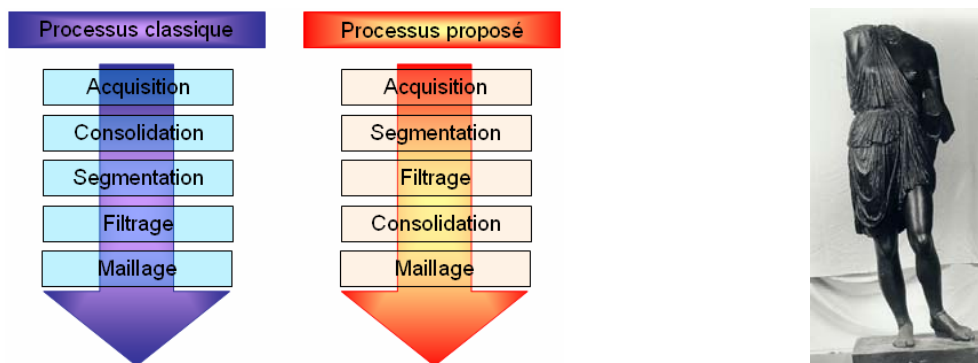 Processus classique
Acquisition
Consolidation
Segmentation
Filtrage
Maillage
Processus proposé
Acquisition
Segmentation
Filtrage
Consolidation
Maillage